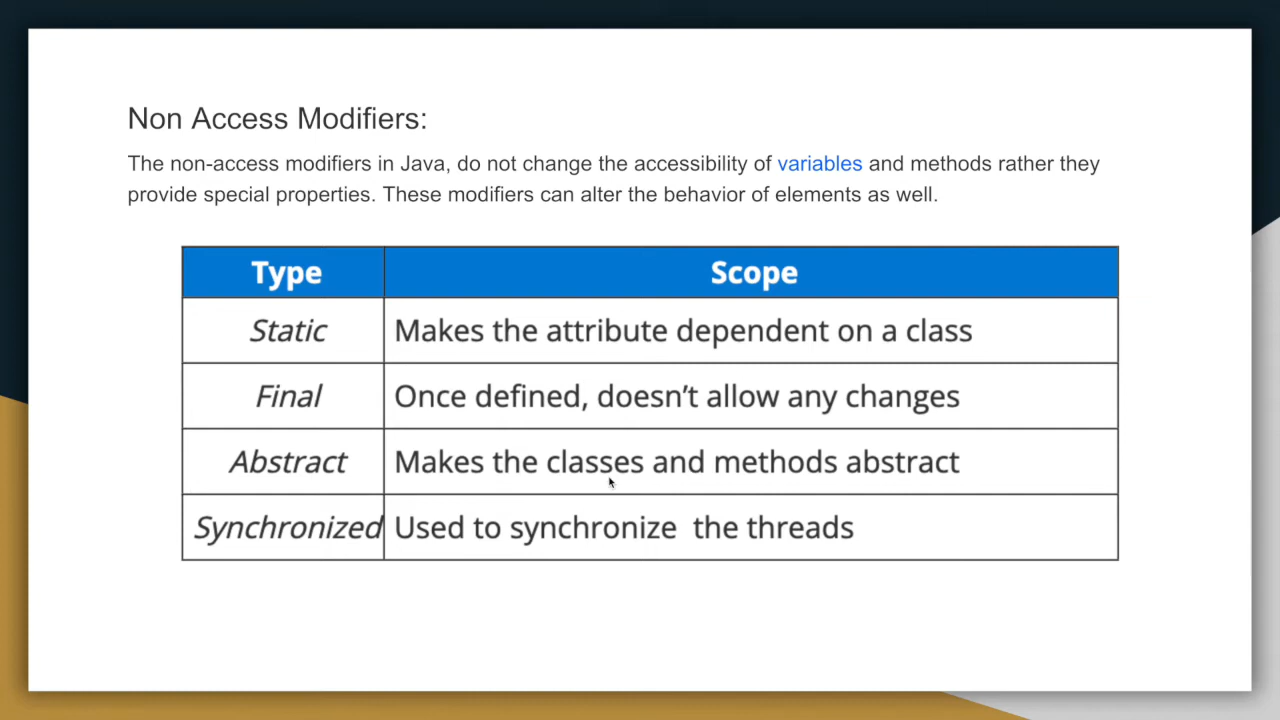 Non Access Modifiers:
The non-access modifiers in Java, do not change the accessibility of variables and methods rather they
provide special properties. These modifiers can alter the behavior of elements as well.
Type Scope
Static Makes the attribute dependent on a class
Final Once defined, doesn’t allow any changes
Abstract Makes the classes and methods abstract
Synchronized Used to synchronize the threads